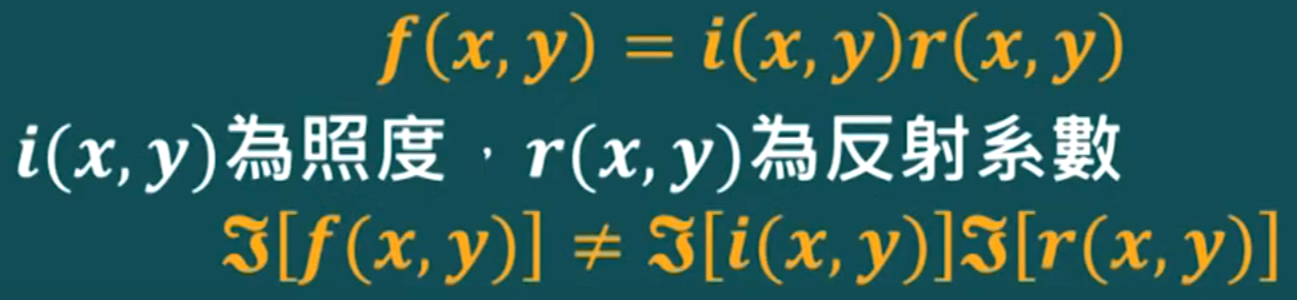 f(x, y) = i(x, y)r(x, y)
i(x, y)為照度，r(x, y)為反射系數
ℑ[f(x, y)] ≠ ℑ[i(x, y)]ℑ[r(x, y)]